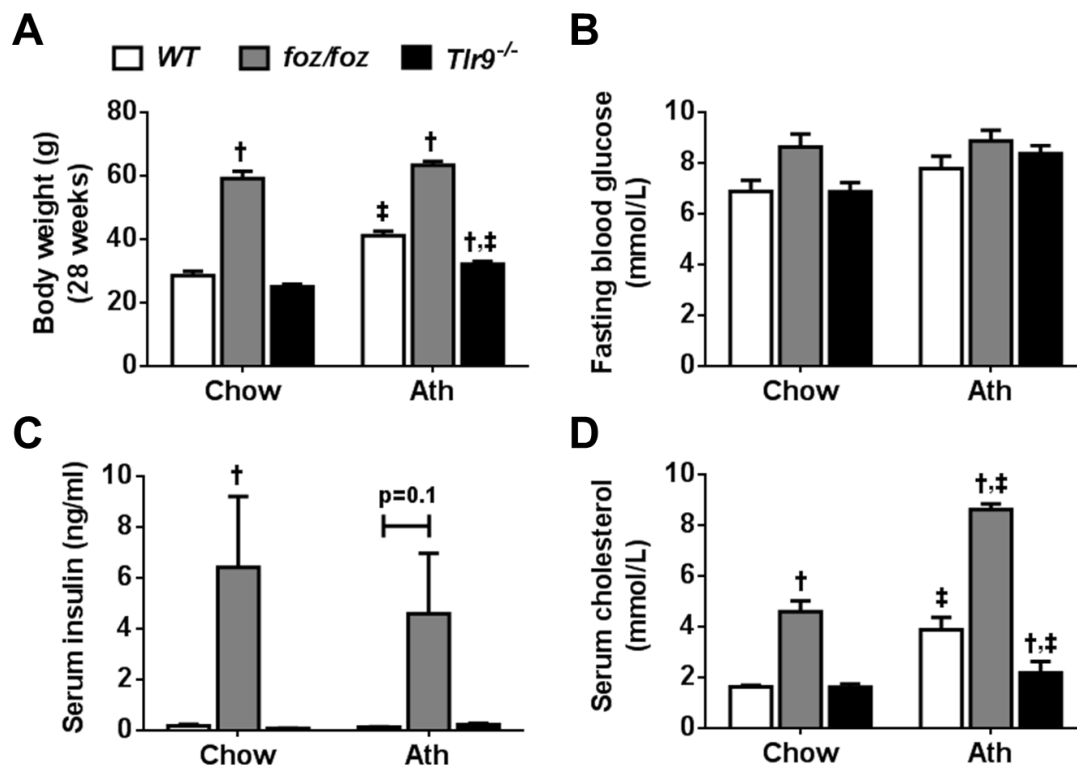 A
B
WT foz/foz Tlr9-/-
Body weight (g)
(28 weeks)
80
60
40
20
0
†
†
‡
†,‡
Chow Ath
Fasting blood glucose
(mmol/L)
10
8
6
4
2
0
Chow Ath
C
D
Serum insulin (ng/ml)
10
8
6
4
2
0
†
p=0.1
Chow Ath
Serum cholesterol
(mmol/L)
10
8
6
4
2
0
†
‡
†,‡
†,‡
Chow Ath